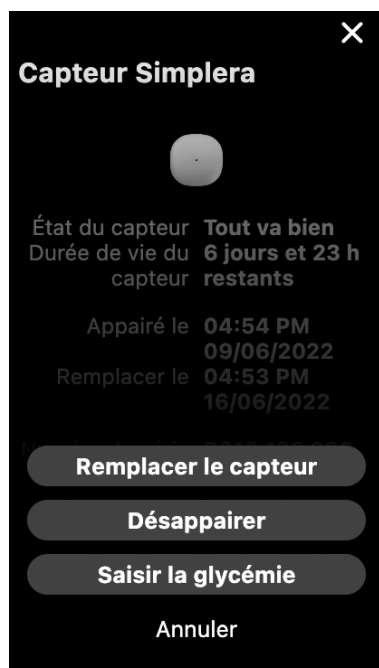 Capteur Simplera
État du capteur Tout va bien
Durée de vie du 6 jours et 23 h
capteur restants
Appairé le 04:54 PM
09/06/2022
Remplacer le 04:53 PM
16/06/2022
Remplacer le capteur
Désappairer
Saisir la glycémie
Annuler